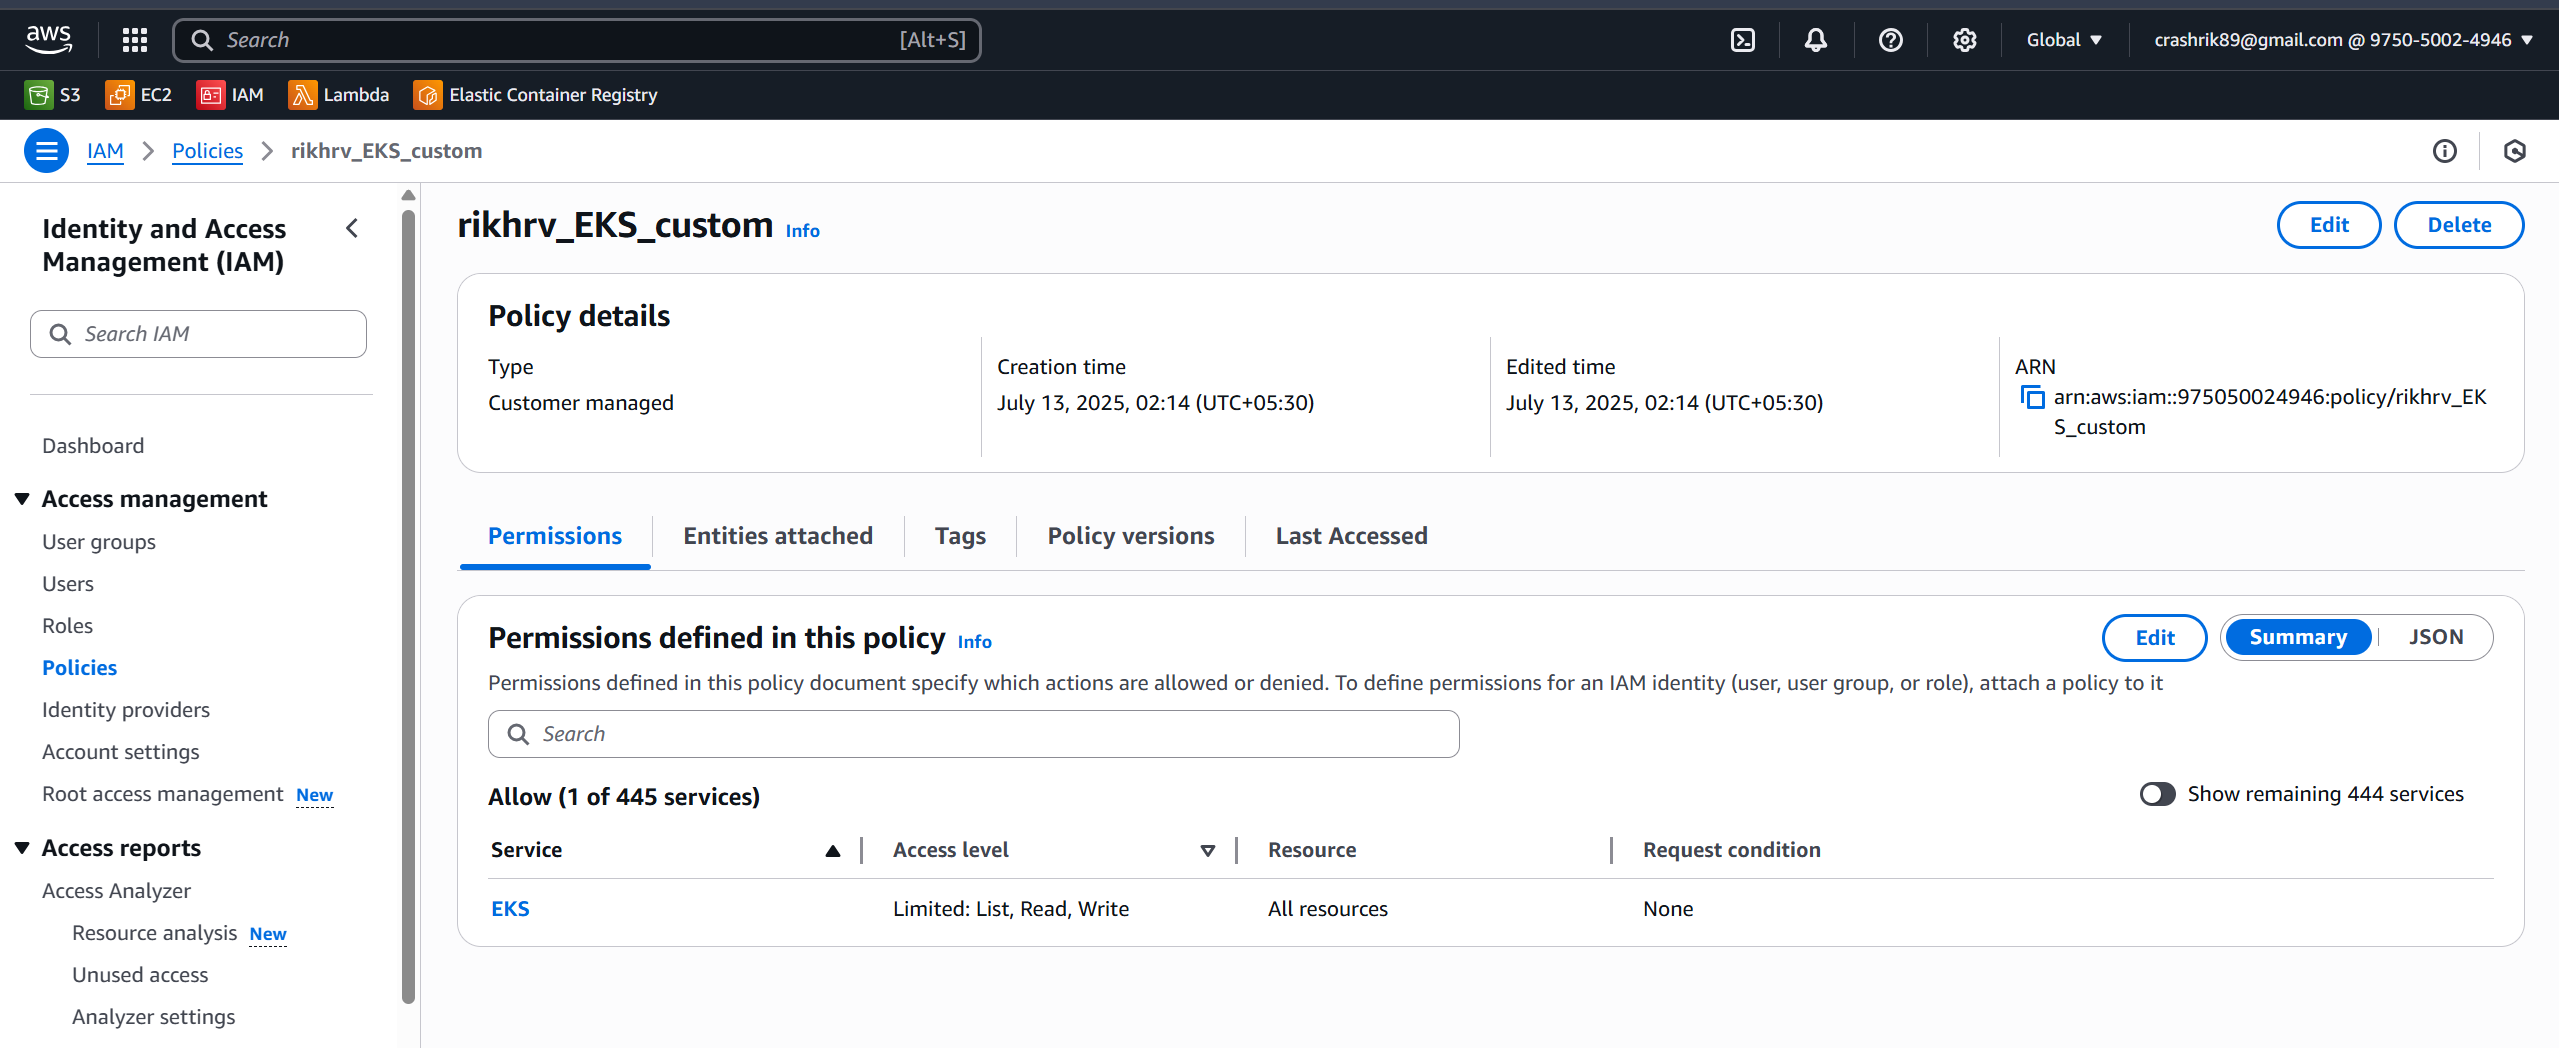 aws
Search [Alt+S]
Global
crashrik89@gmail.com @ 9750-5002-4946
S3
EC2
IAM
Lambda
Elastic Container Registry
IAM
Policies
rikhrv_EKS_custom
Identity and Access
Management (IAM)
Search IAM
Dashboard
Access management
User groups
Users
Roles
Policies
Identity providers
Account settings
Root access management New
Access reports
Access Analyzer
Resource analysis New
Unused access
Analyzer settings
rikhrv_EKS_custom Info
Edit
Delete
Policy details
Type
Customer managed
Creation time
July 13, 2025, 02:14 (UTC+05:30)
Edited time
July 13, 2025, 02:14 (UTC+05:30)
ARN
arn:aws:iam::975050024946:policy/rikhrv_EK
S_custom
Permissions
Entities attached
Tags
Policy versions
Last Accessed
Permissions defined in this policy Info
Edit
Summary
JSON
Permissions defined in this policy document specify which actions are allowed or denied. To define permissions for an IAM identity (user, user group, or role), attach a policy to it
Search
Allow (1 of 445 services)
Show remaining 444 services
Service
Access level
Resource
Request condition
EKS
Limited: List, Read, Write
All resources
None